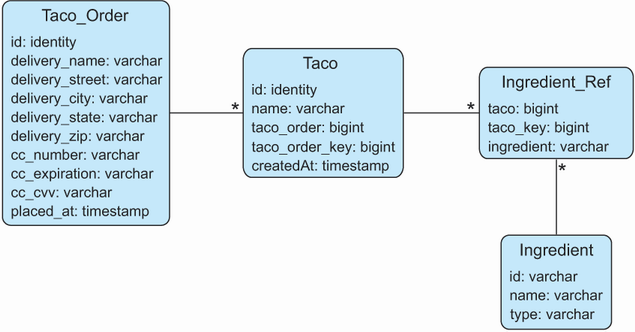 Taco_Order
id: identity
delivery_name: varchar
delivery_street: varchar
delivery_city: varchar
delivery_state: varchar
delivery_zip: varchar
cc_number: varchar
cc_expiration: varchar
cc_cvv: varchar
placed_at: timestamp
*
Taco
id: identity
name: varchar
taco_order: bigint
taco_order_key: bigint
createdAt: timestamp
*
Ingredient_Ref
taco: bigint
taco_key: bigint
ingredient: varchar
*
Ingredient
id: varchar
name: varchar
type: varchar